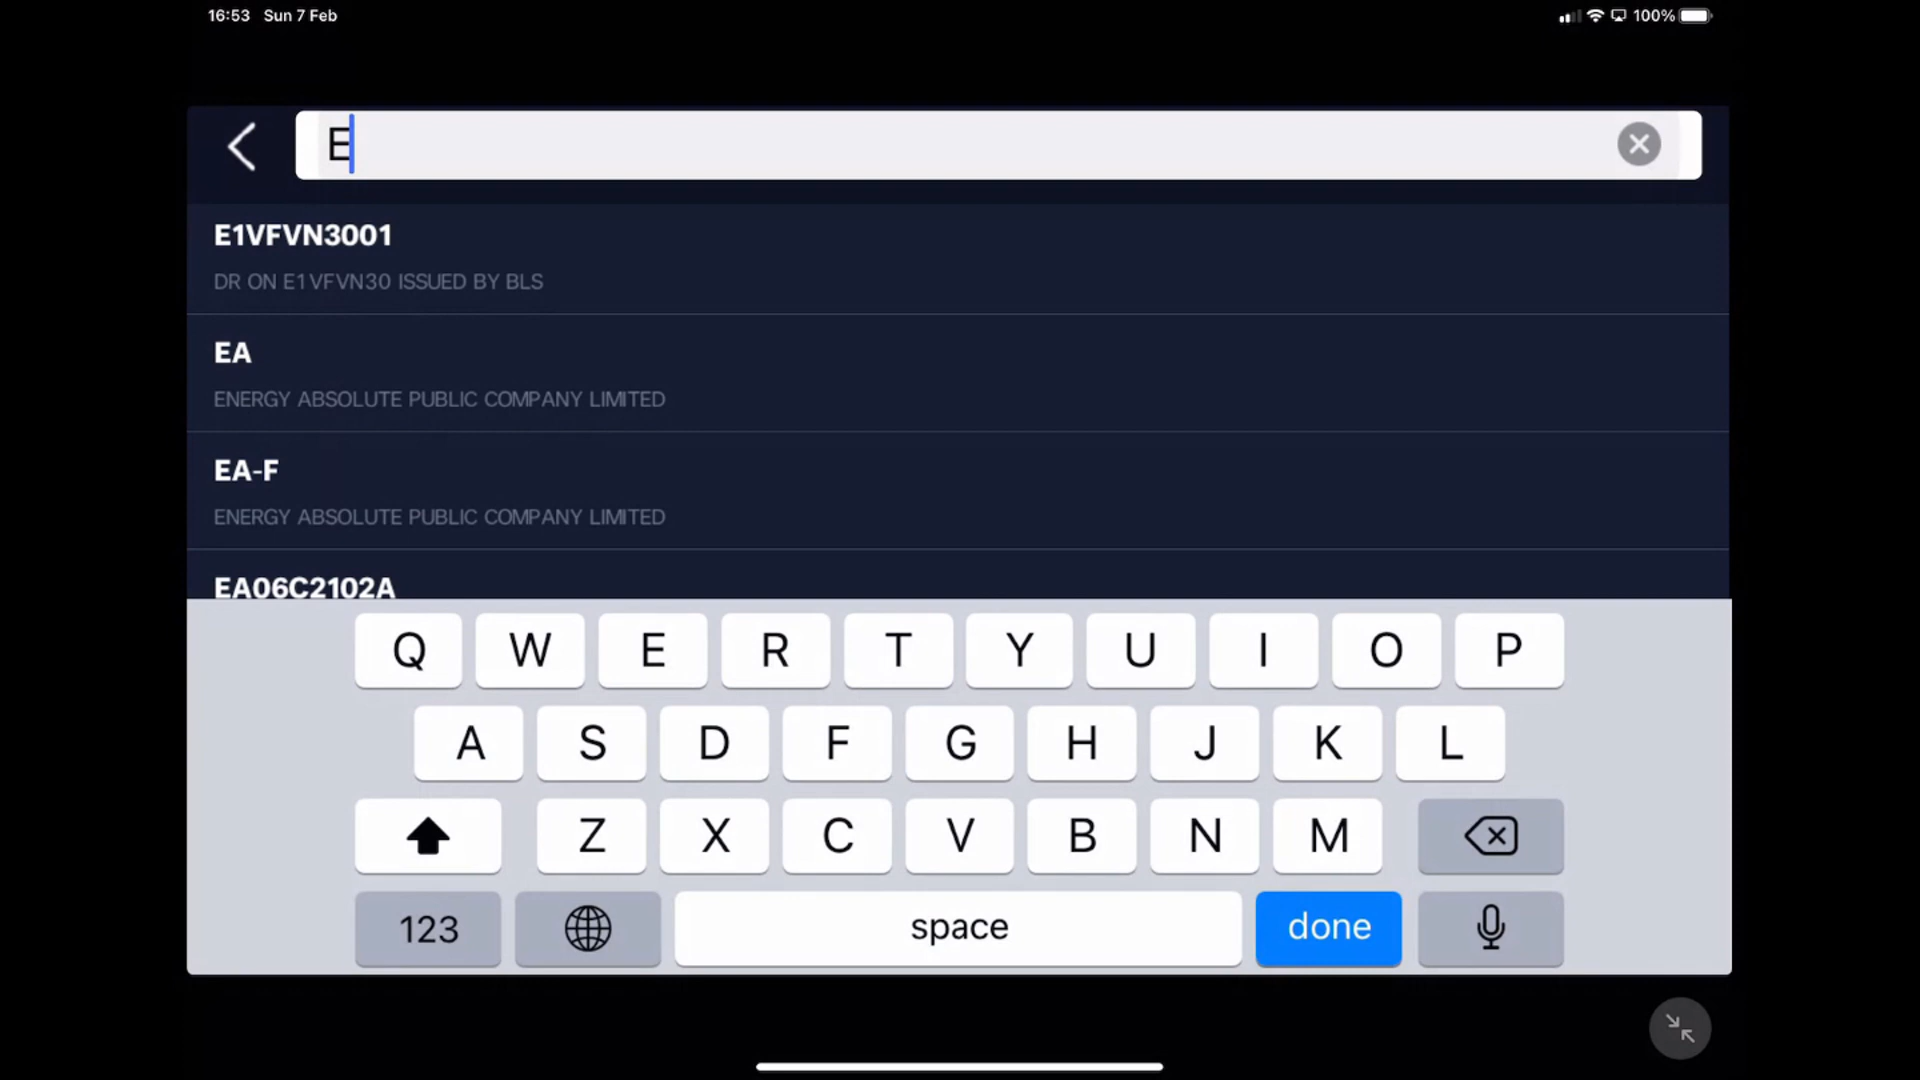 16:53 Sun 7 Feb 100%
E
E1VFVN3001
DR ON E1VFVN30 ISSUED BY BLS
EA
ENERGY ABSOLUTE PUBLIC COMPANY LIMITED
EA-F
ENERGY ABSOLUTE PUBLIC COMPANY LIMITED
EA06C2102A
Q W E R T Y U I O P
A S D F G H J K L
Z X C V B N M
123 space done